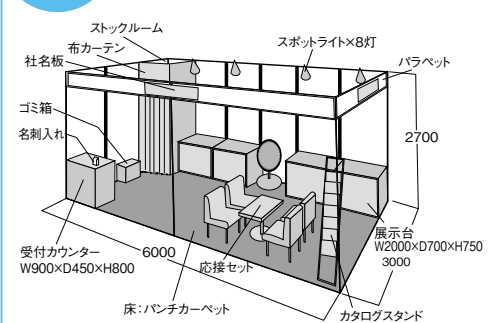 ストックルーム
布カーテン
社名板
スポットライト×8灯
パラペット
ゴミ箱
名刺入れ
2700
受付カウンター
W900×D450×H800
6000
応接セット
展示台
W2000×D700×H750
3000
床：パンチカーペット
カタログスタンド